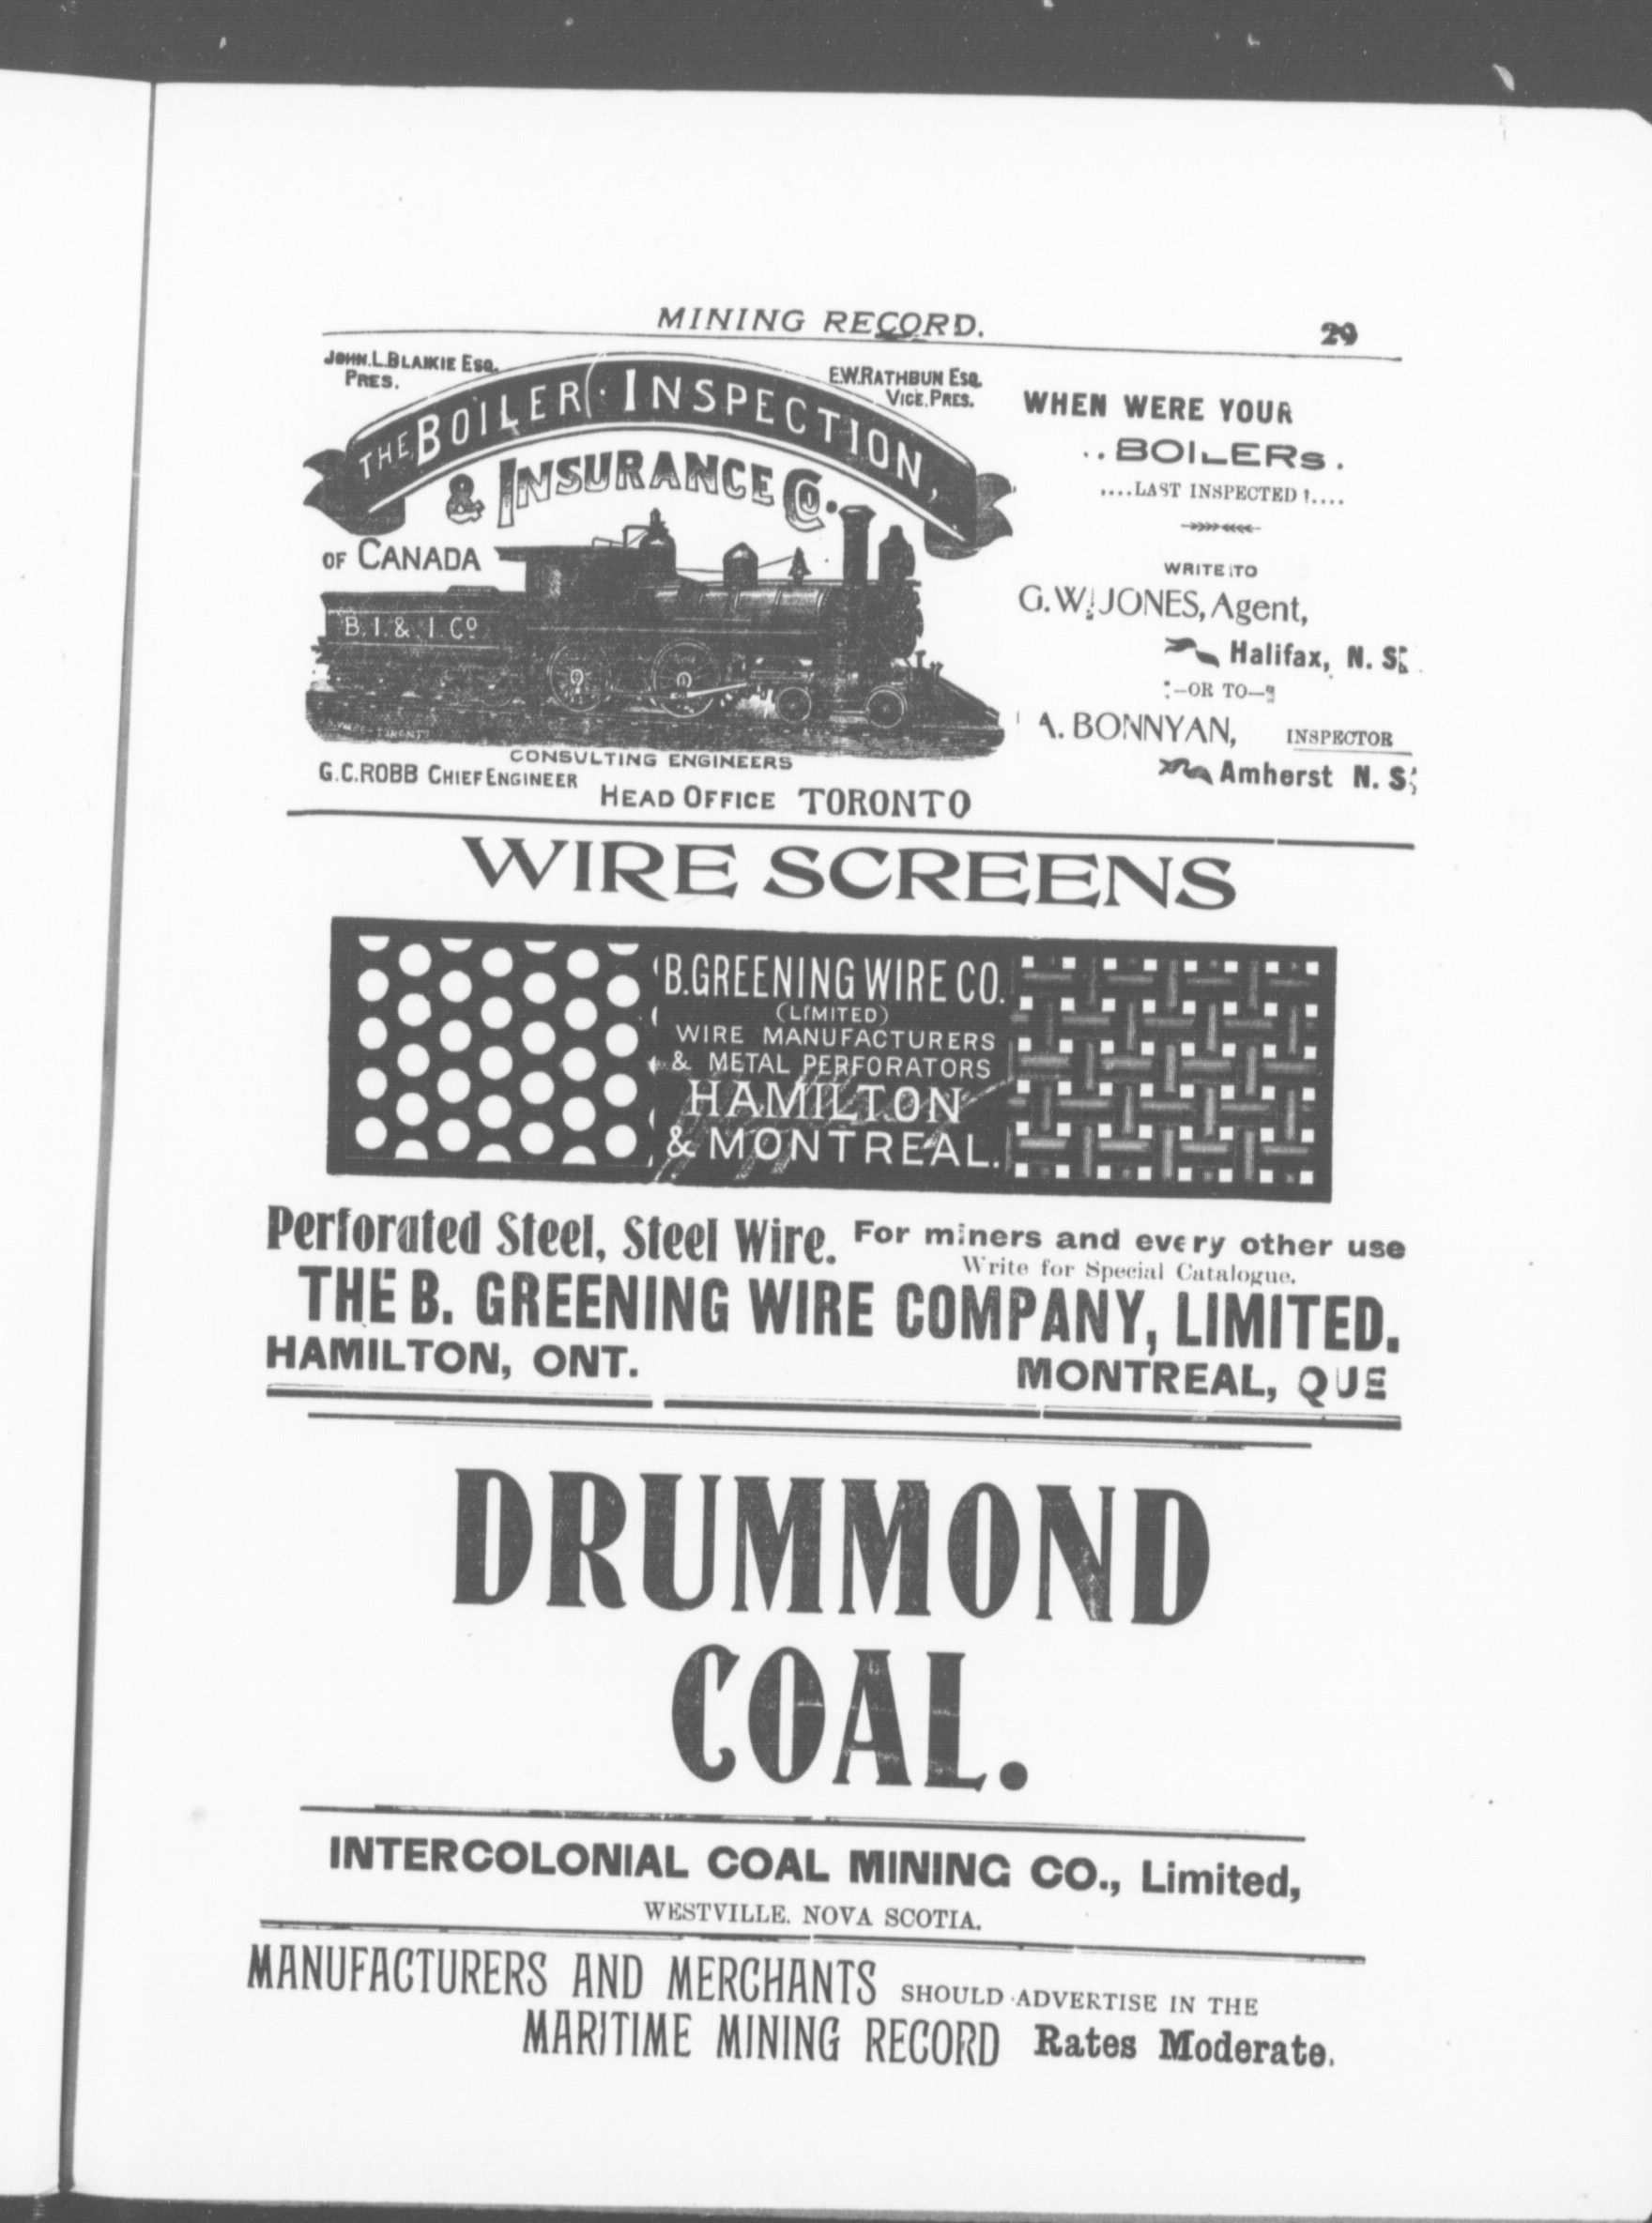 MINING RECORD. 29
JOHN. L. BLAIKIE ESQ.
PRES.
E.W. RATHBUN ESQ.
VICE. PRES.
THE BOILER INSPECTION,
& INSURANCE CO.
OF CANADA
B. I. & I. Co
CONSULTING ENGINEERS
G.C. ROBB CHIEF ENGINEER
HEAD OFFICE TORONTO
WHEN WERE YOUR
..BOILERS.
....LAST INSPECTED ?....
WRITE TO
G. W. JONES, Agent,
Halifax, N. S.
—OR TO—
A. BONNYAN, INSPECTOR
Amherst N. S.
WIRE SCREENS
B. GREENING WIRE CO.
(LIMITED)
WIRE MANUFACTURERS
& METAL PERFORATORS
HAMILTON
& MONTREAL.
Perforated Steel, Steel Wire. For miners and every other use
Write for Special Catalogue.
THE B. GREENING WIRE COMPANY, LIMITED.
HAMILTON, ONT. MONTREAL, QUE
DRUMMOND
COAL.
INTERCOLONIAL COAL MINING CO., Limited,
WESTVILLE. NOVA SCOTIA.
MANUFACTURERS AND MERCHANTS SHOULD ADVERTISE IN THE
MARITIME MINING RECORD Rates Moderate.